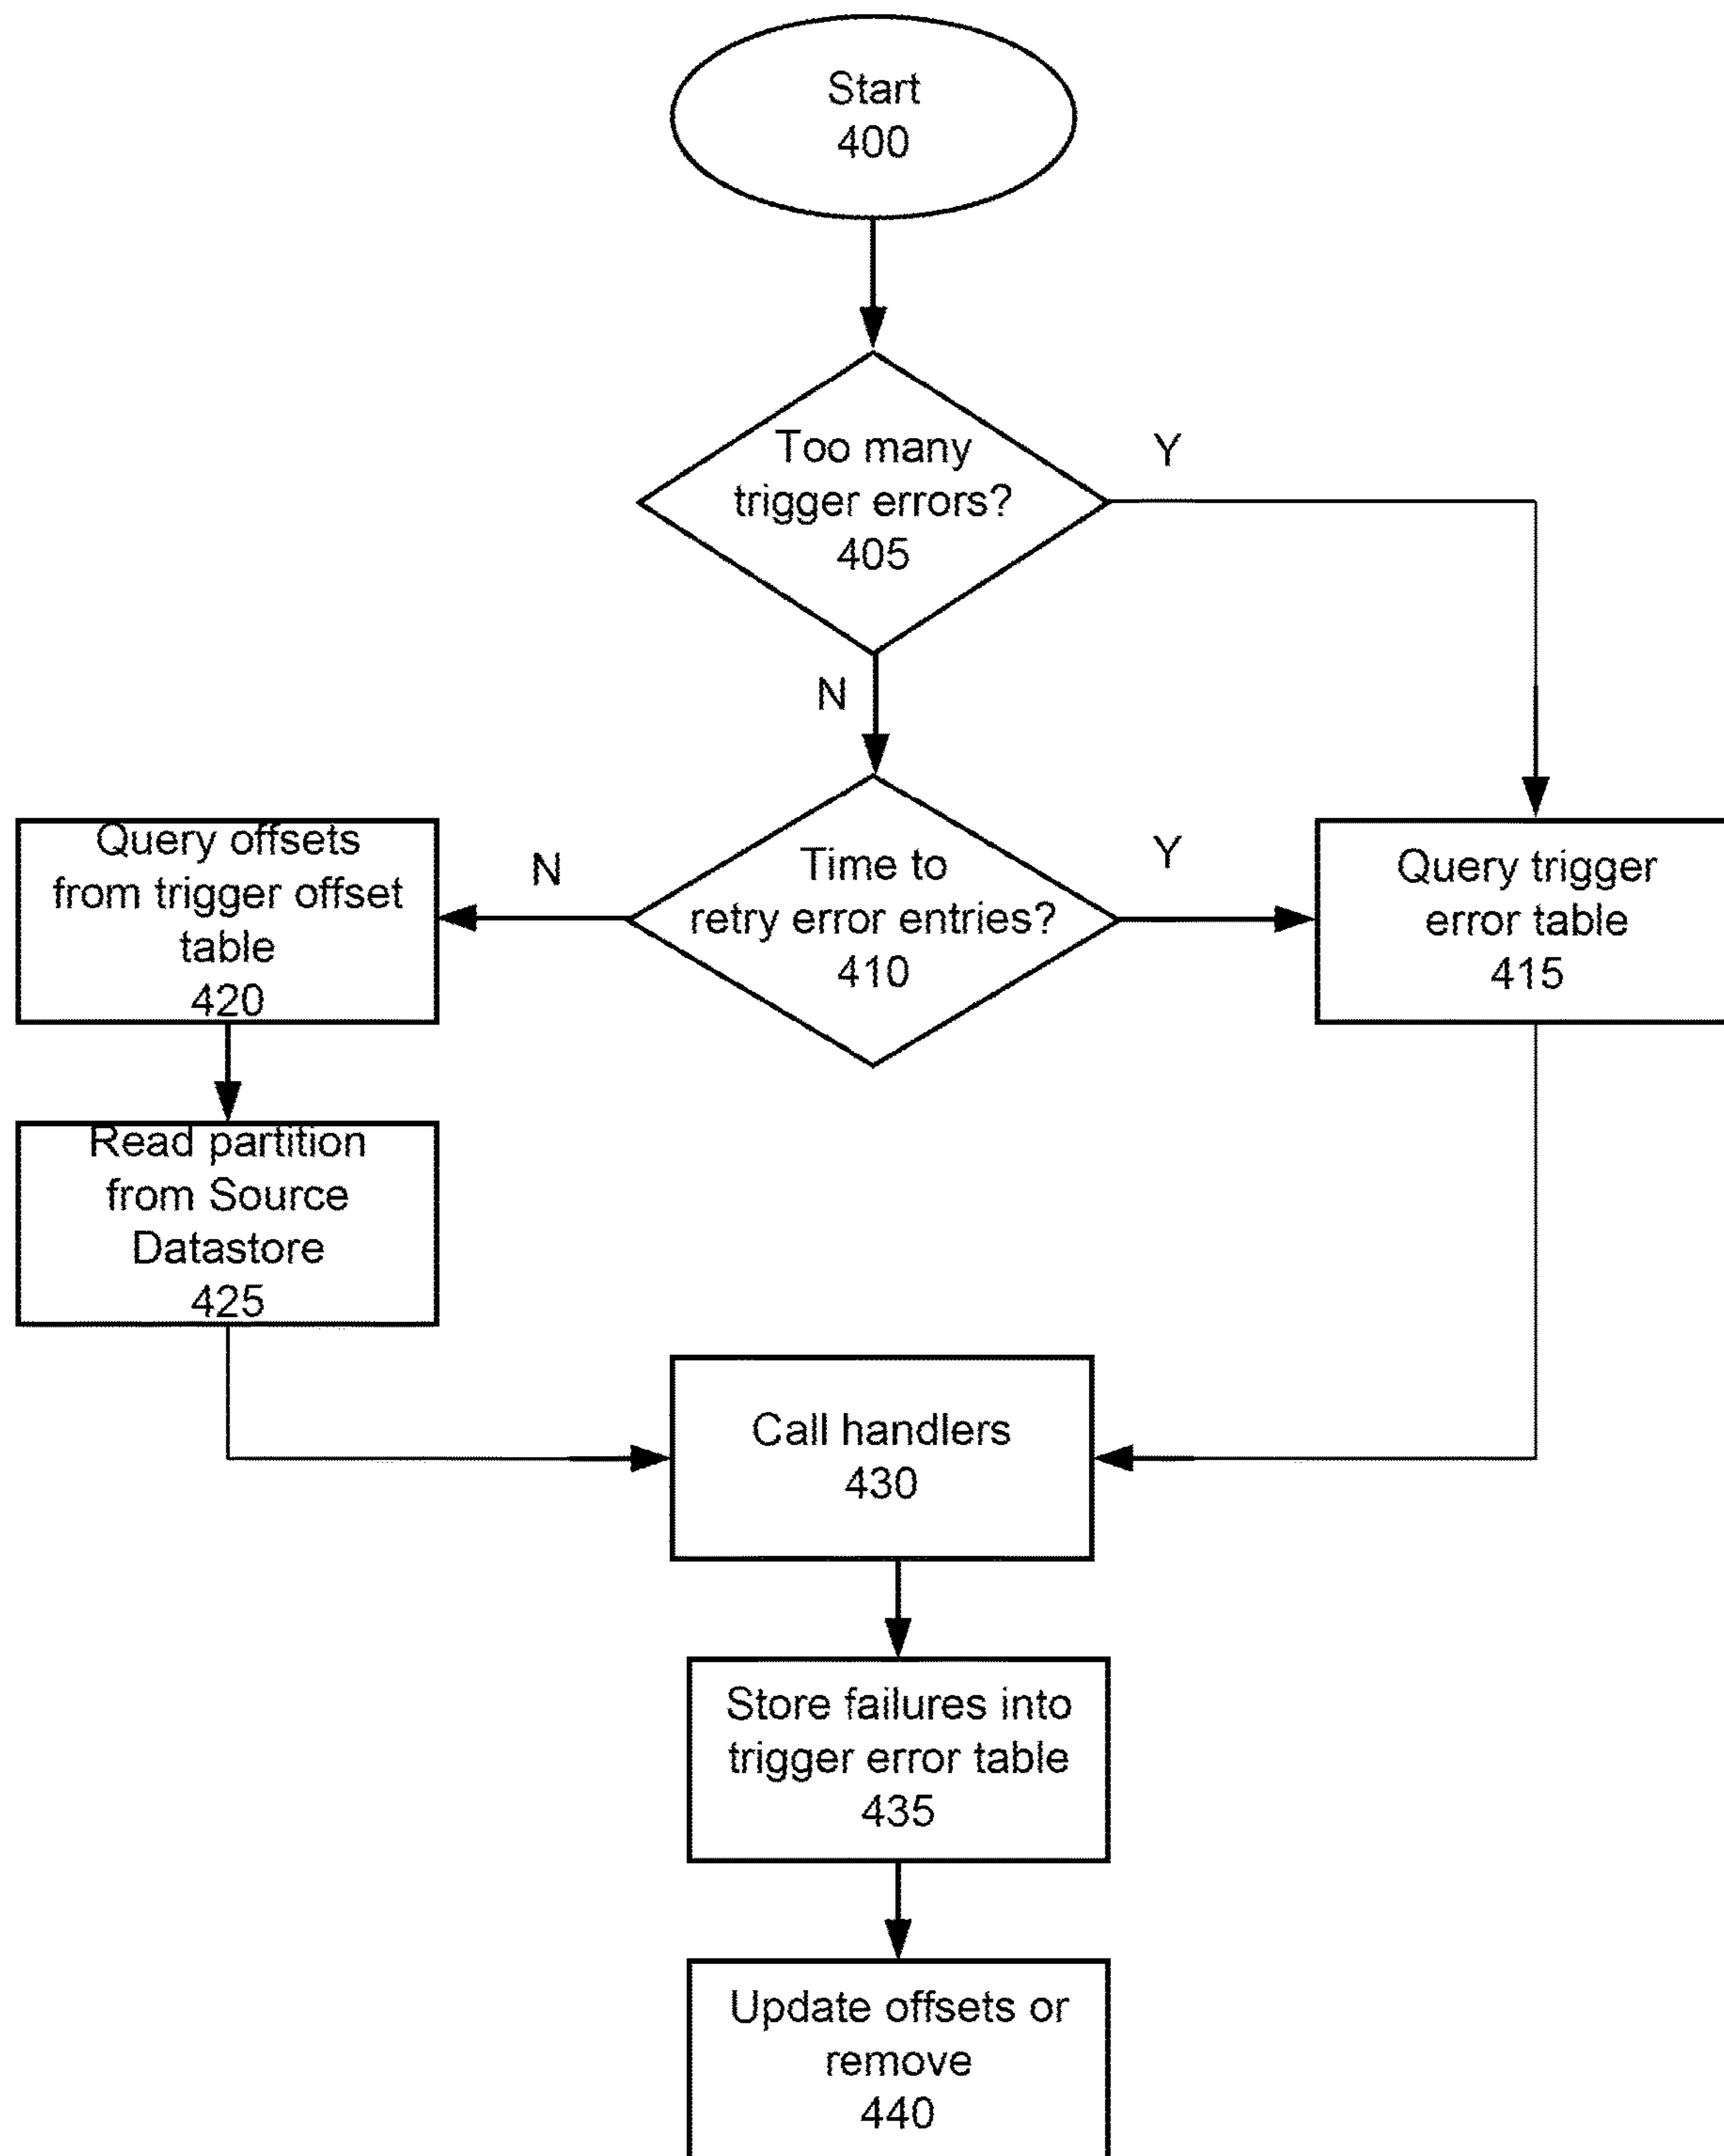 Start
400
Too many
trigger errors?
405
Y
N
Query offsets
from trigger offset
table
420
N
Time to
retry error entries?
410
Y
Query trigger
error table
415
Read partition
from Source
Datastore
425
Call handlers
430
Store failures into
trigger error table
435
Update offsets or
remove
440